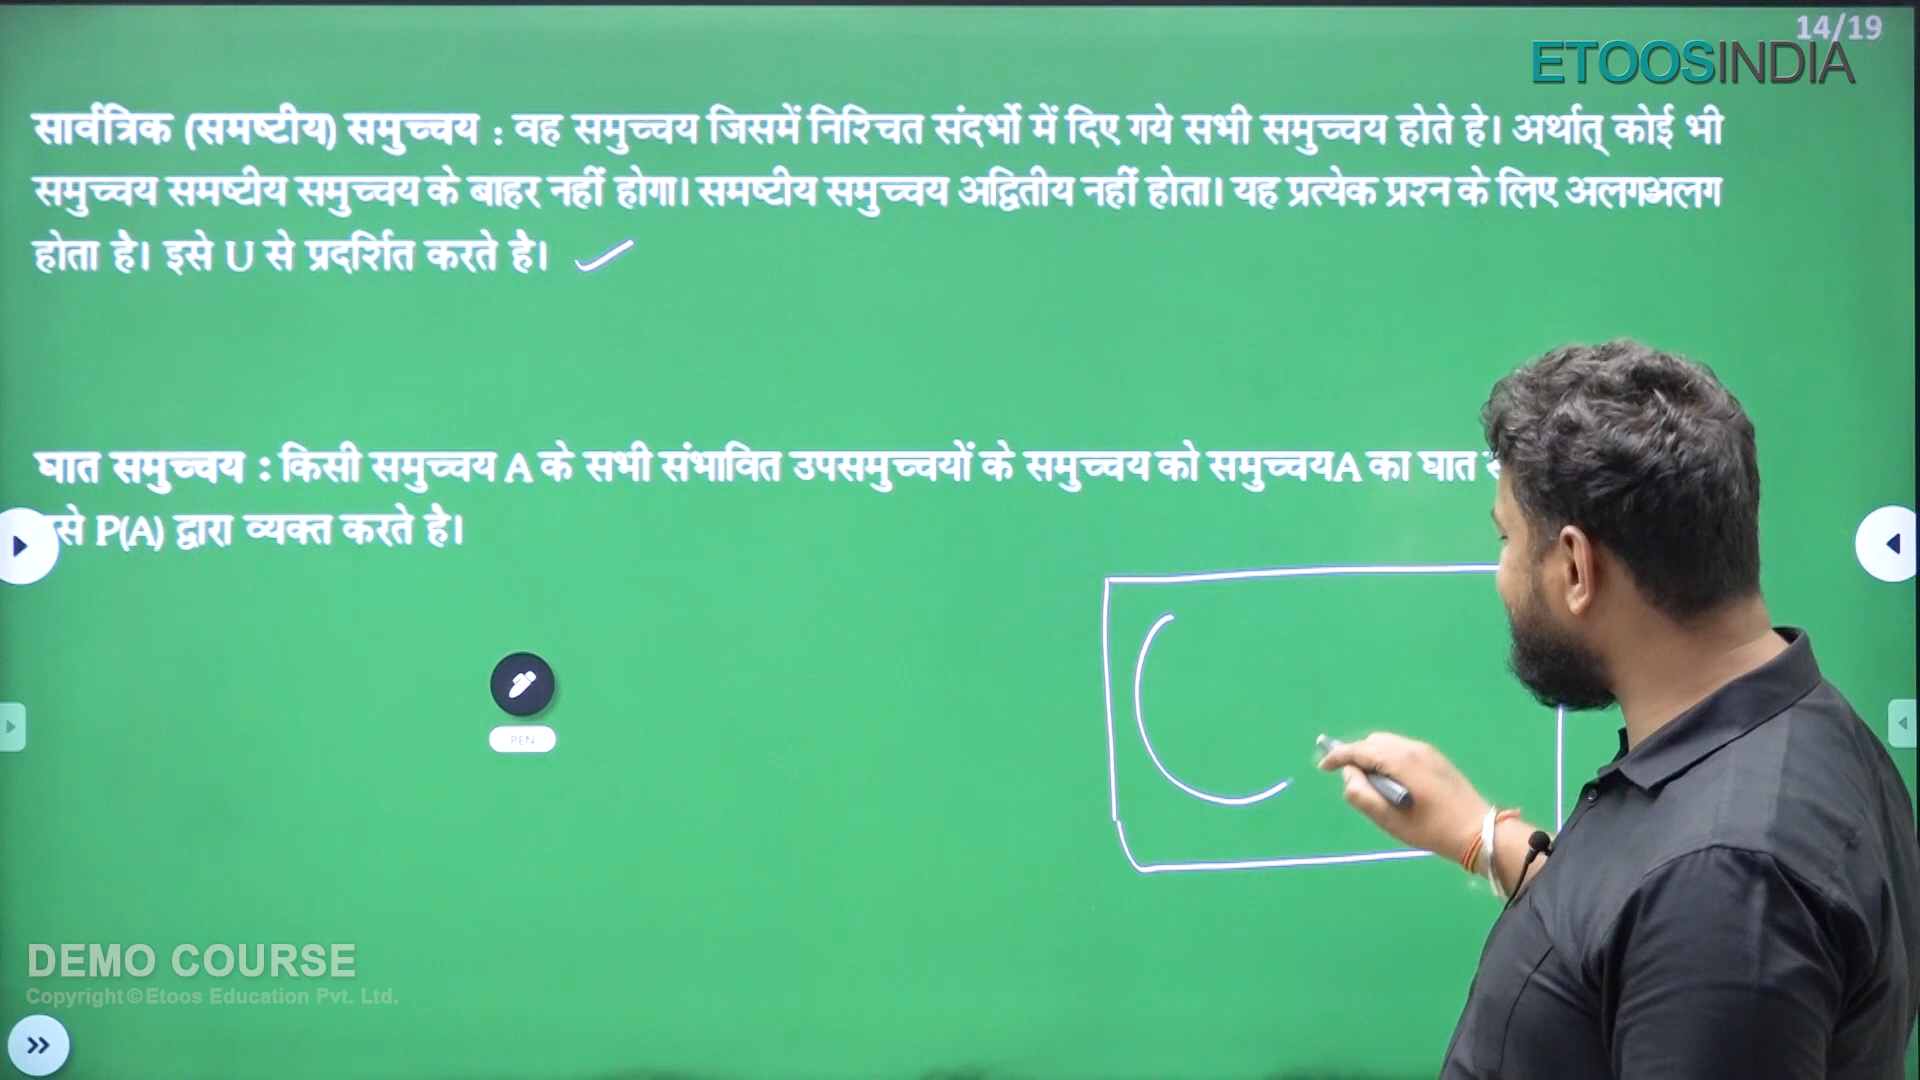 14/19
ETOOSINDIA
सार्वत्रिक (समष्टीय) समुच्चय : वह समुच्चय जिसमें निश्चित संदर्भो में दिए गये सभी समुच्चय होते हे। अर्थात् कोई भी
समुच्चय समष्टीय समुच्चय के बाहर नहीं होगा। समष्टीय समुच्चय अद्वितीय नहीं होता। यह प्रत्येक प्रश्न के लिए अलगअलग
होता है। इसे U से प्रदर्शित करते है।
घात समुच्चय : किसी समुच्चय A के सभी संभावित उपसमुच्चयों के समुच्चय को समुच्चयA का घात
से P(A) द्वारा व्यक्त करते है।
PEN
DEMO COURSE
Copyright©Etoos Education Pvt. Ltd.